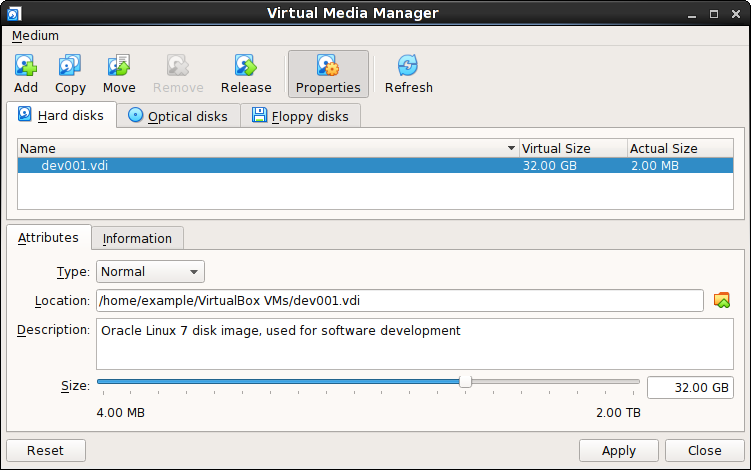 Virtual Media Manager
Medium
Add Copy Move Remove Release Properties Refresh
Hard disks Optical disks Floppy disks
Name Virtual Size Actual Size
dev001.vdi 32.00 GB 2.00 MB
Attributes Information
Type: Normal
Location: /home/example/VirtualBox VMs/dev001.vdi
Description: Oracle Linux 7 disk image, used for software development
Size: 32.00 GB
4.00 MB 2.00 TB
Reset Apply Close